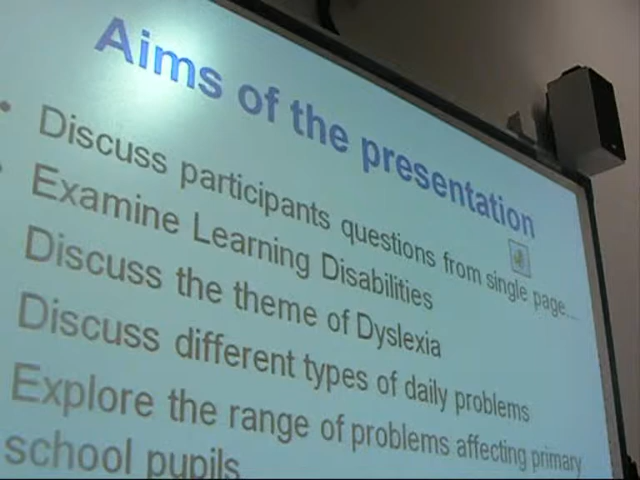 Aims of the presentation
• Discuss participants questions from single page...
• Examine Learning Disabilities
Discuss the theme of Dyslexia
Discuss different types of daily problems
Explore the range of problems affecting primary
school pupils